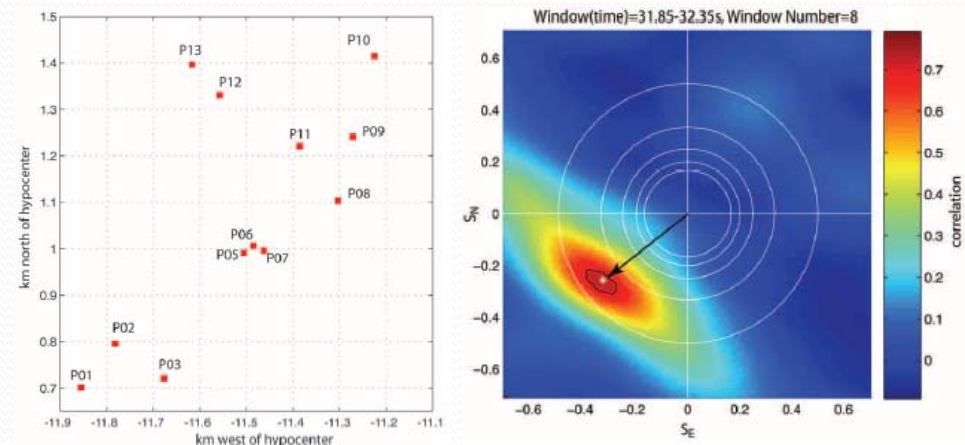 1.5
1.4
1.3
1.2
1.1
1
0.9
0.8
0.7
km north of hypocenter
P13
P10
P12
P11
P09
P08
P06
P05
P07
P02
P03
P01
-11.9
-11.8
-11.7
-11.6
-11.5
-11.4
-11.3
-11.2
-11.1
km west of hypocenter
Window(time)=31.85-32.35s, Window Number=8
0.6
0.4
0.2
0
-0.2
-0.4
-0.6
SN
-0.6
-0.4
-0.2
0
0.2
0.4
0.6
SE
0.7
0.6
0.5
0.4
0.3
0.2
0.1
0
correlation